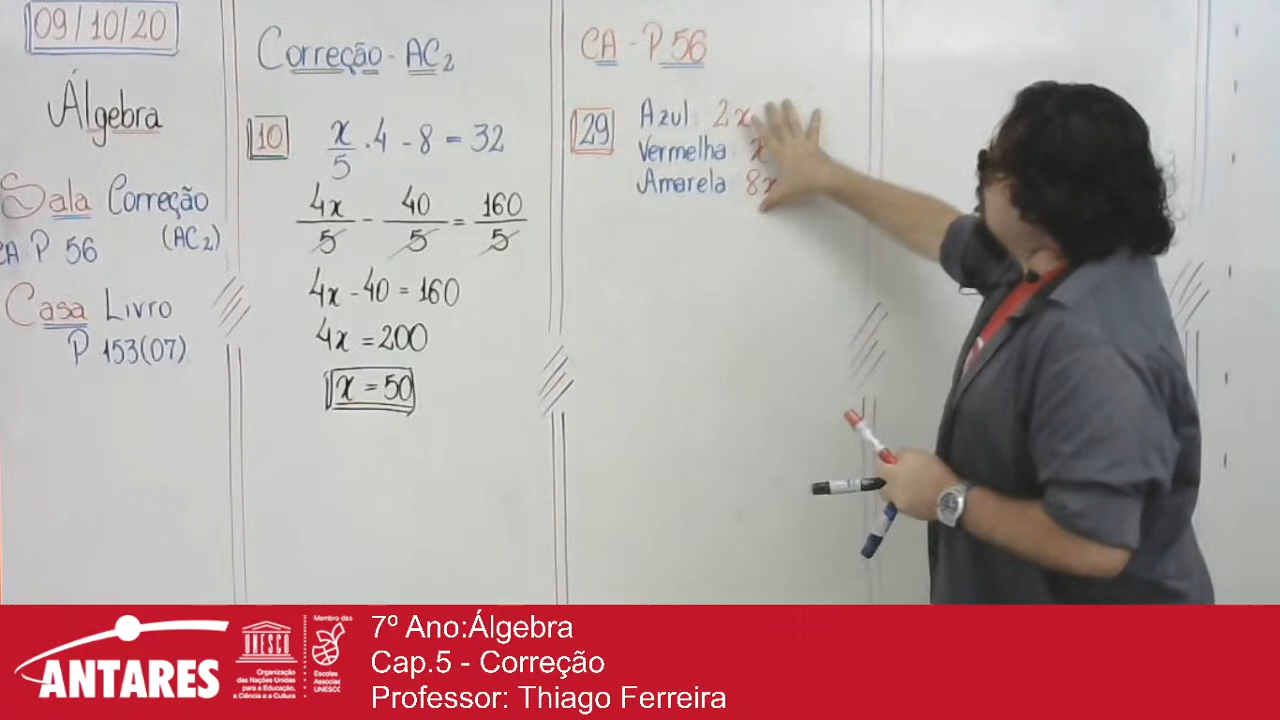 09/10/20
Álgebra
Sala Correção
(AC2)
CA. P 56
Casa Livro
P 153(07)
Correção - AC2
10 x/5 . 4 - 8 = 32
4x/5 - 40/5 = 160/5
4x - 40 = 160
4x = 200
x = 50
CA - P 56
29 Azul: 2x
Vermelha: x
Amarela 8x
ANTARES
UNESCO
Organização
das Nações Unidas
para a Educação,
a Ciência e a Cultura
Membro das
Escolas
Associadas
UNESCO
7º Ano:Álgebra
Cap.5 - Correção
Professor: Thiago Ferreira